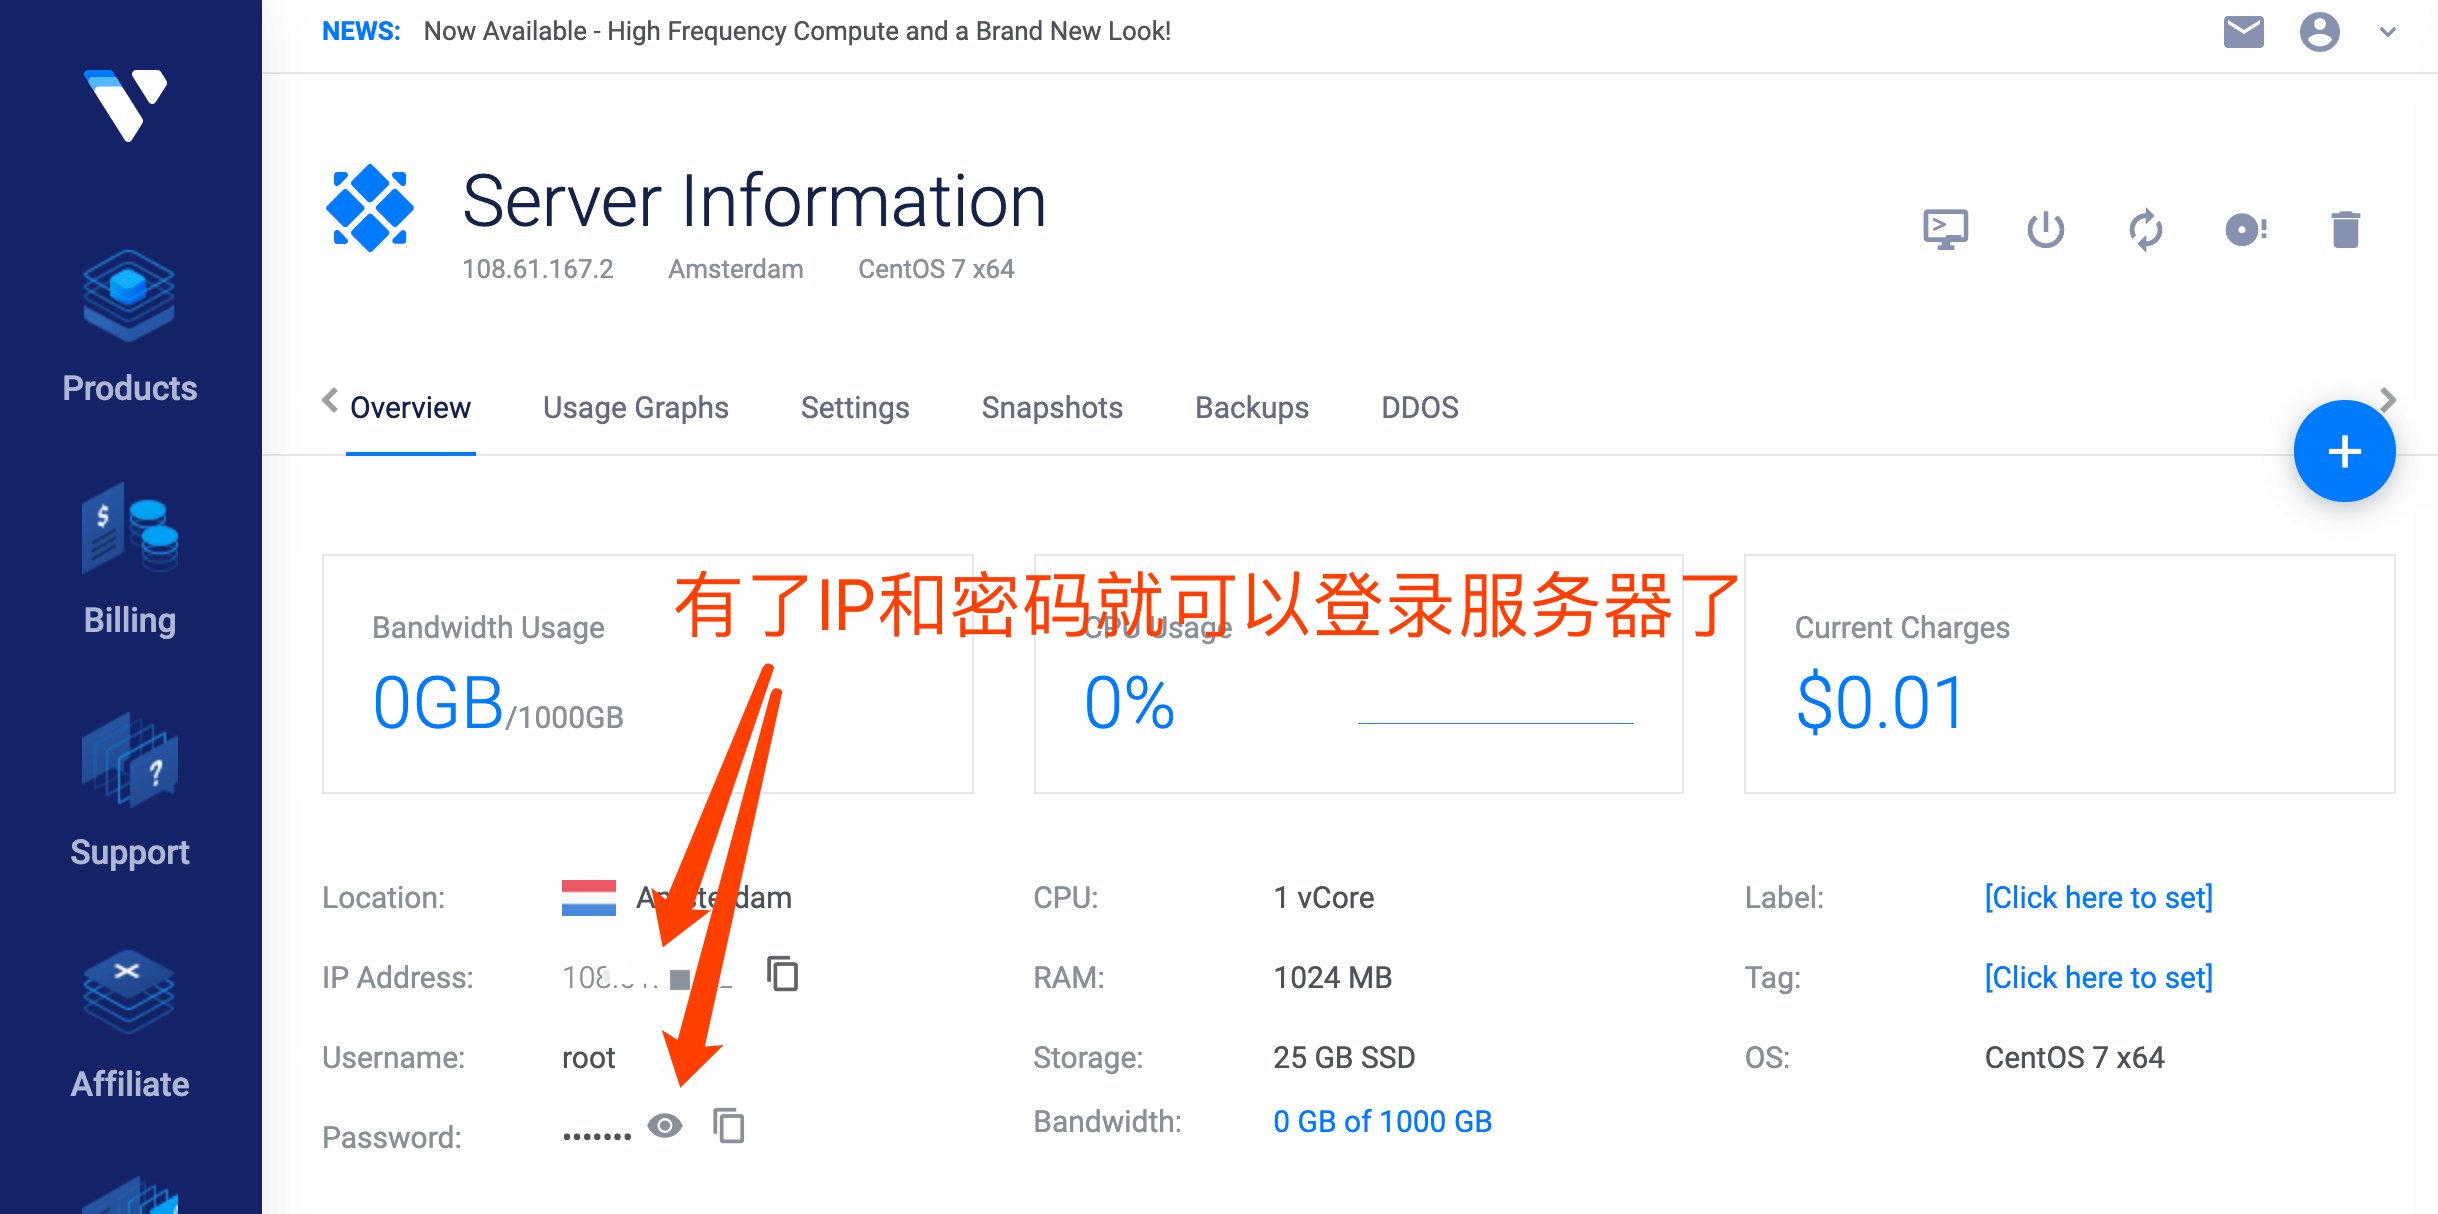 NEWS: Now Available - High Frequency Compute and a Brand New Look!
Server Information
108.61.167.2 Amsterdam CentOS 7 x64
Products
Overview Usage Graphs Settings Snapshots Backups DDOS
Billing
有了IP和密码就可以登录服务器了
Bandwidth Usage CPU Usage Current Charges
0GB/1000GB 0% $0.01
Support
Location: Amsterdam CPU: 1 vCore Label: [Click here to set]
IP Address: 108. RAM: 1024 MB Tag: [Click here to set]
Username: root Storage: 25 GB SSD OS: CentOS 7 x64
Affiliate
Password: ••••••• Bandwidth: 0 GB of 1000 GB